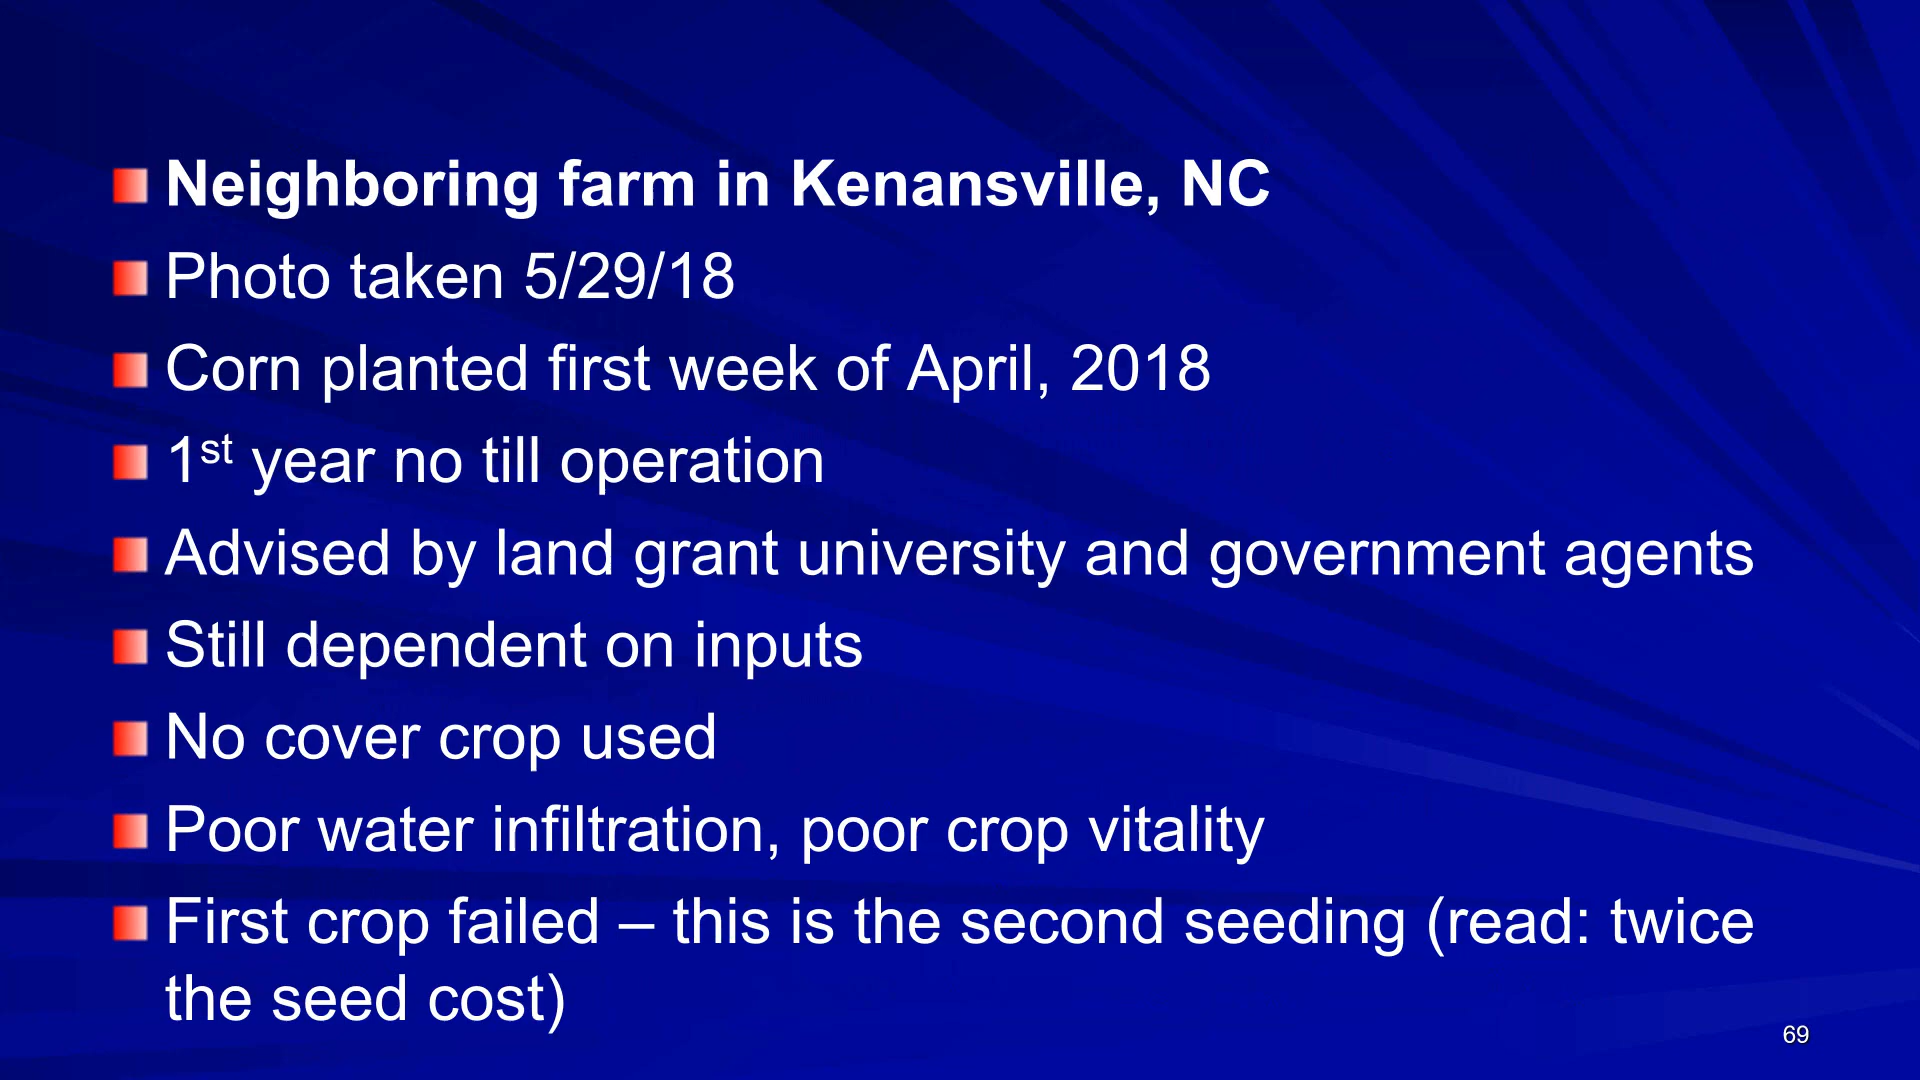 Neighboring farm in Kenansville, NC
Photo taken 5/29/18
Corn planted first week of April, 2018
1st year no till operation
Advised by land grant university and government agents
Still dependent on inputs
No cover crop used
Poor water infiltration, poor crop vitality
First crop failed – this is the second seeding (read: twice
the seed cost)
69